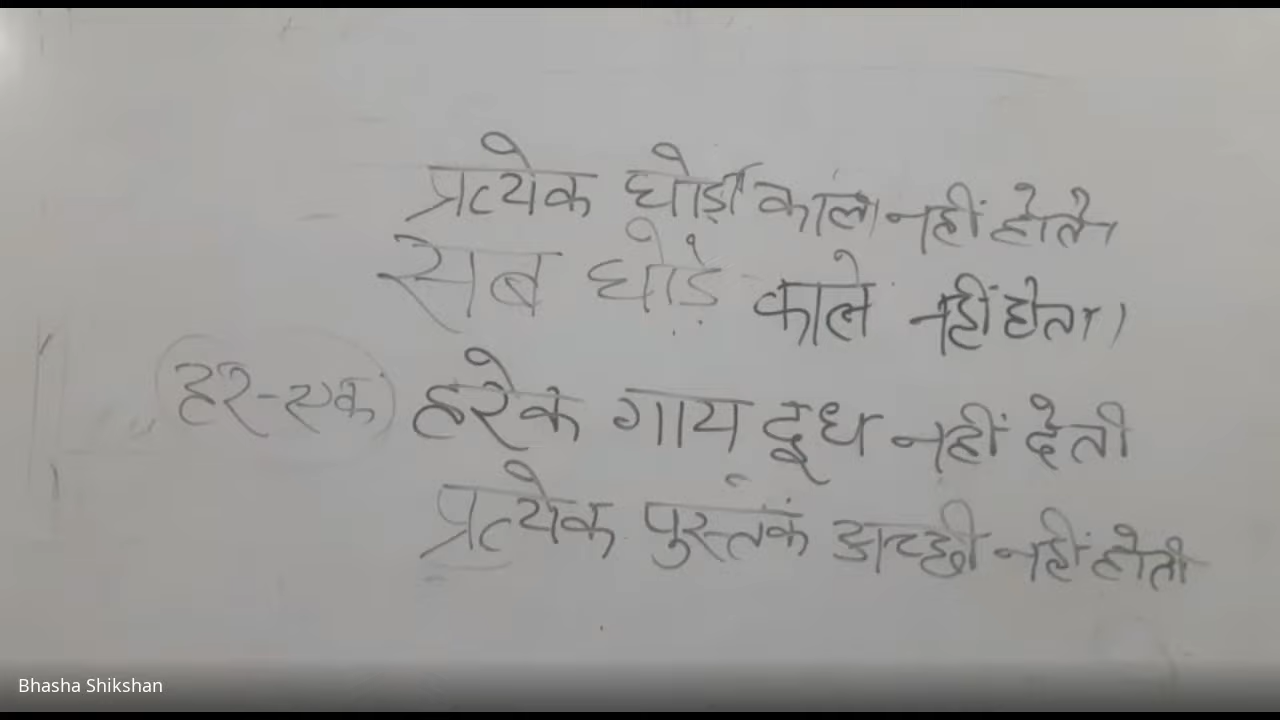 प्रत्येक घोड़ा काला नहीं होते।
सब घोड़े काले नहीं होता।
(हर-एक) हरेक गाय दूध नहीं देती
प्रत्येक पुस्तक अच्छी नहीं होती
Bhasha Shikshan